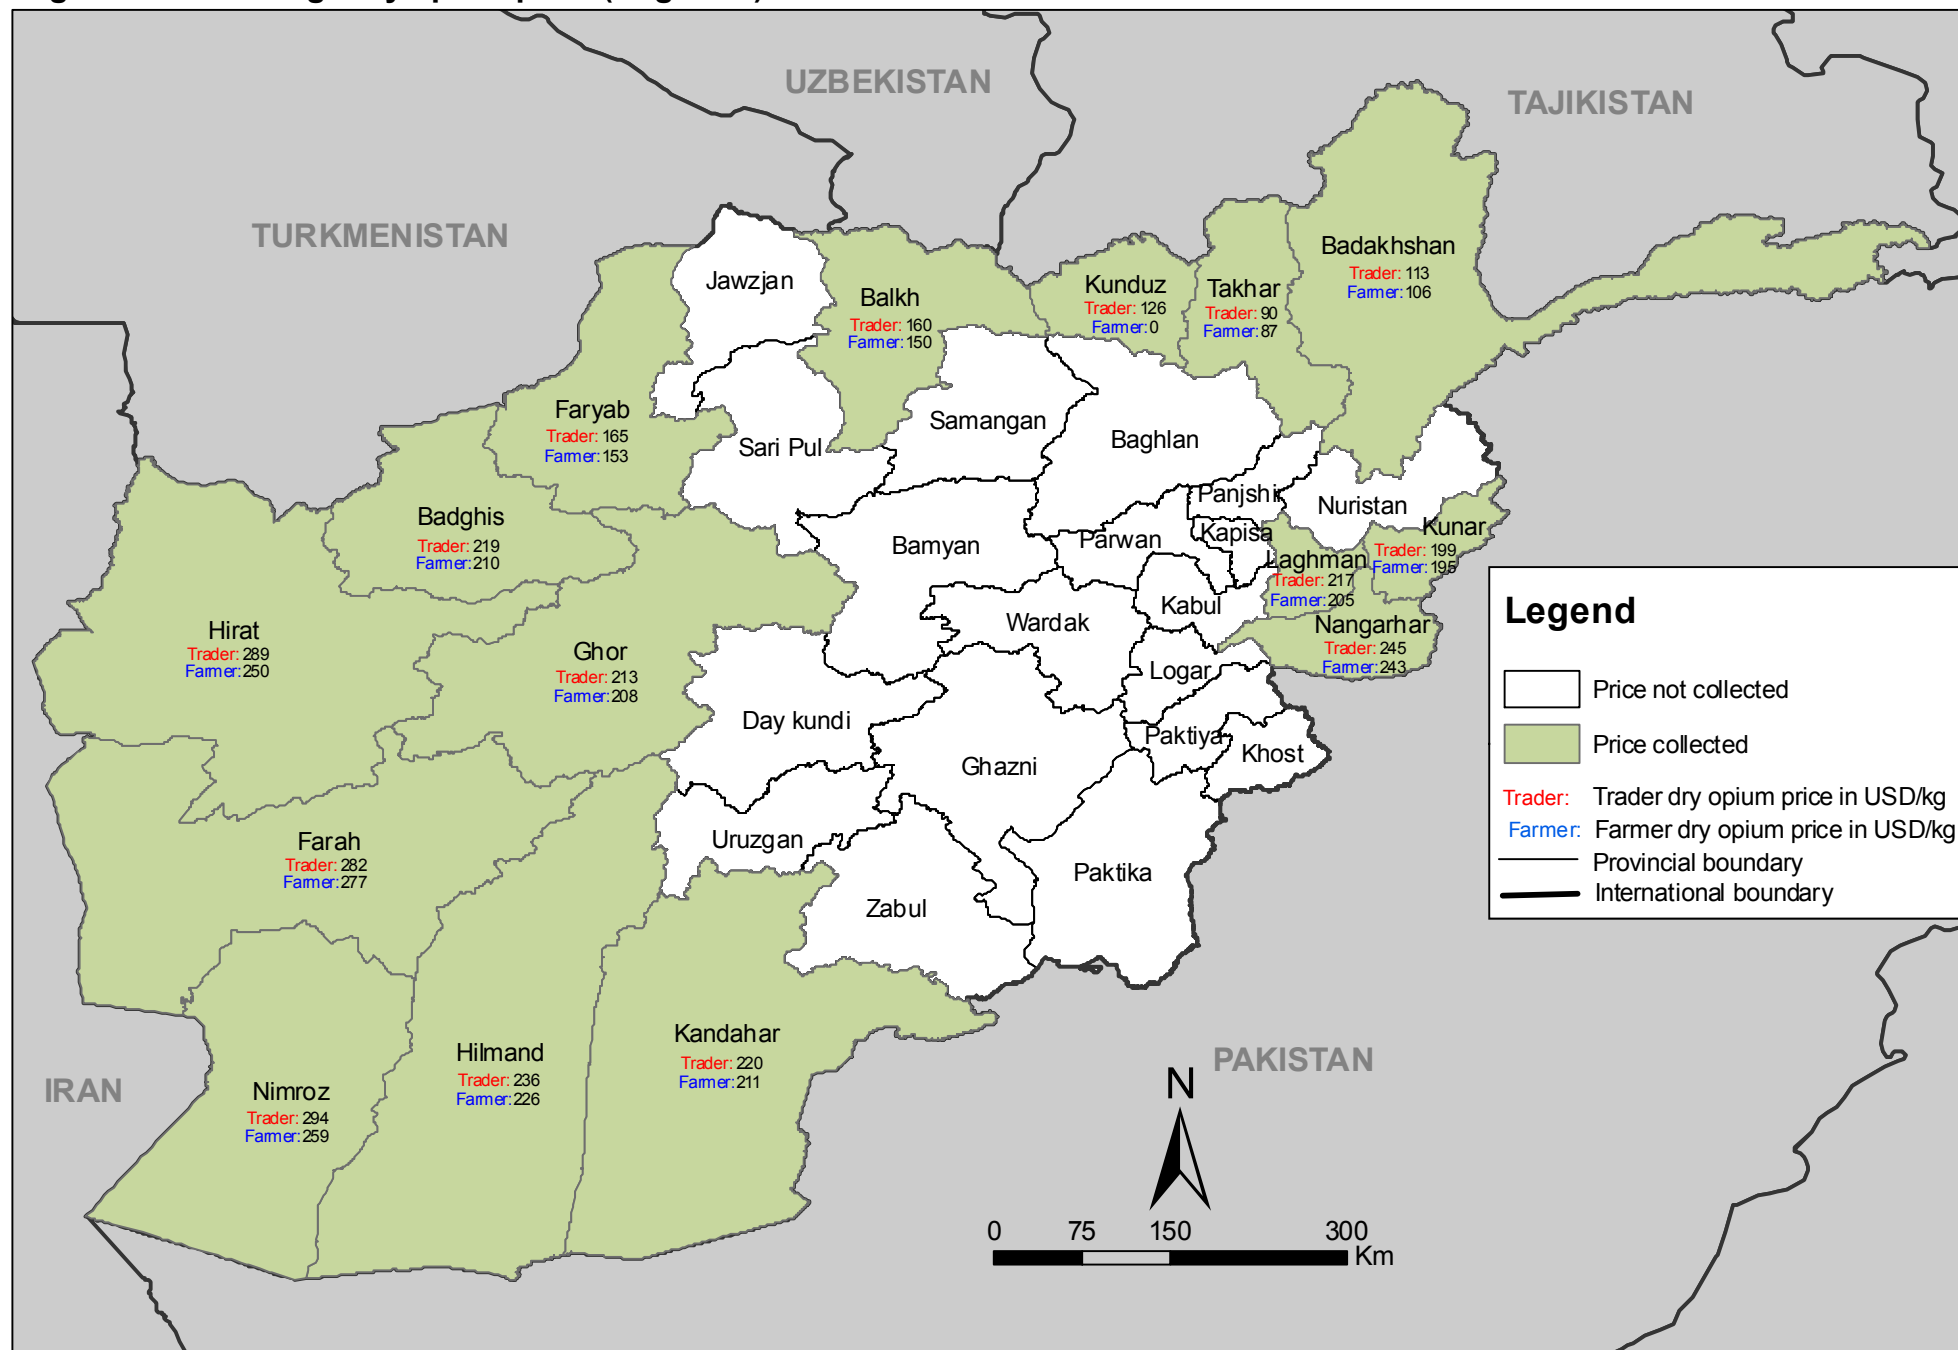 UZBEKISTAN
TAJIKISTAN
TURKMENISTAN
Badakhshan
Trader: 113
Farmer: 106
Jawzjan
Balkh
Trader: 160
Farmer: 150
Kunduz
Trader: 126
Farmer: 0
Takhar
Trader: 90
Farmer: 87
Faryab
Trader: 165
Farmer: 153
Sari Pul
Samangan
Baghlan
Badghis
Trader: 219
Farmer: 210
Bamyan
Panjshir
Parwan
Kapisa
Nuristan
Kunar
Trader: 199
Farmer: 195
Laghman
Trader: 217
Farmer: 205
Hirat
Trader: 289
Farmer: 250
Ghor
Trader: 213
Farmer: 208
Wardak
Kabul
Nangarhar
Trader: 245
Farmer: 243
Logar
Day kundi
Ghazni
Paktiya
Khost
Farah
Trader: 282
Farmer: 277
Uruzgan
Zabul
Paktika
Kandahar
Trader: 220
Farmer: 211
Hilmand
Trader: 236
Farmer: 226
Nimroz
Trader: 294
Farmer: 259
IRAN
PAKISTAN
Legend
Price not collected
Price collected
Trader: Trader dry opium price in USD/kg
Farmer: Farmer dry opium price in USD/kg
Provincial boundary
International boundary
N
0 75 150 300
Km